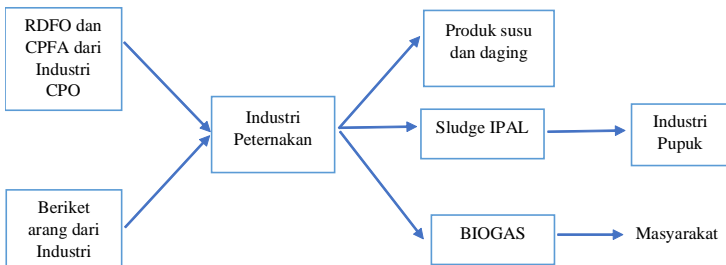 RDFO dan
CPFA dari
Industri
CPO
Beriket
arang dari
Industri
Industri
Peternakan
Produk susu
dan daging
Sludge IPAL
Industri
Pupuk
BIOGAS
Masyarakat